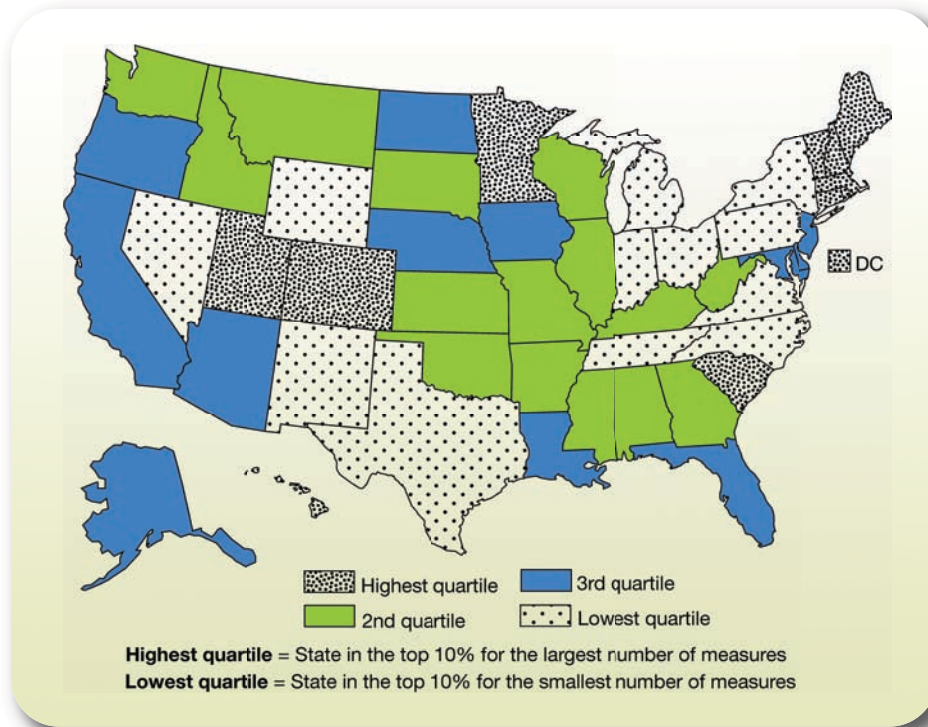 DC
Highest quartile
3rd quartile
2nd quartile
Lowest quartile
Highest quartile = State in the top 10% for the largest number of measures
Lowest quartile = State in the top 10% for the smallest number of measures